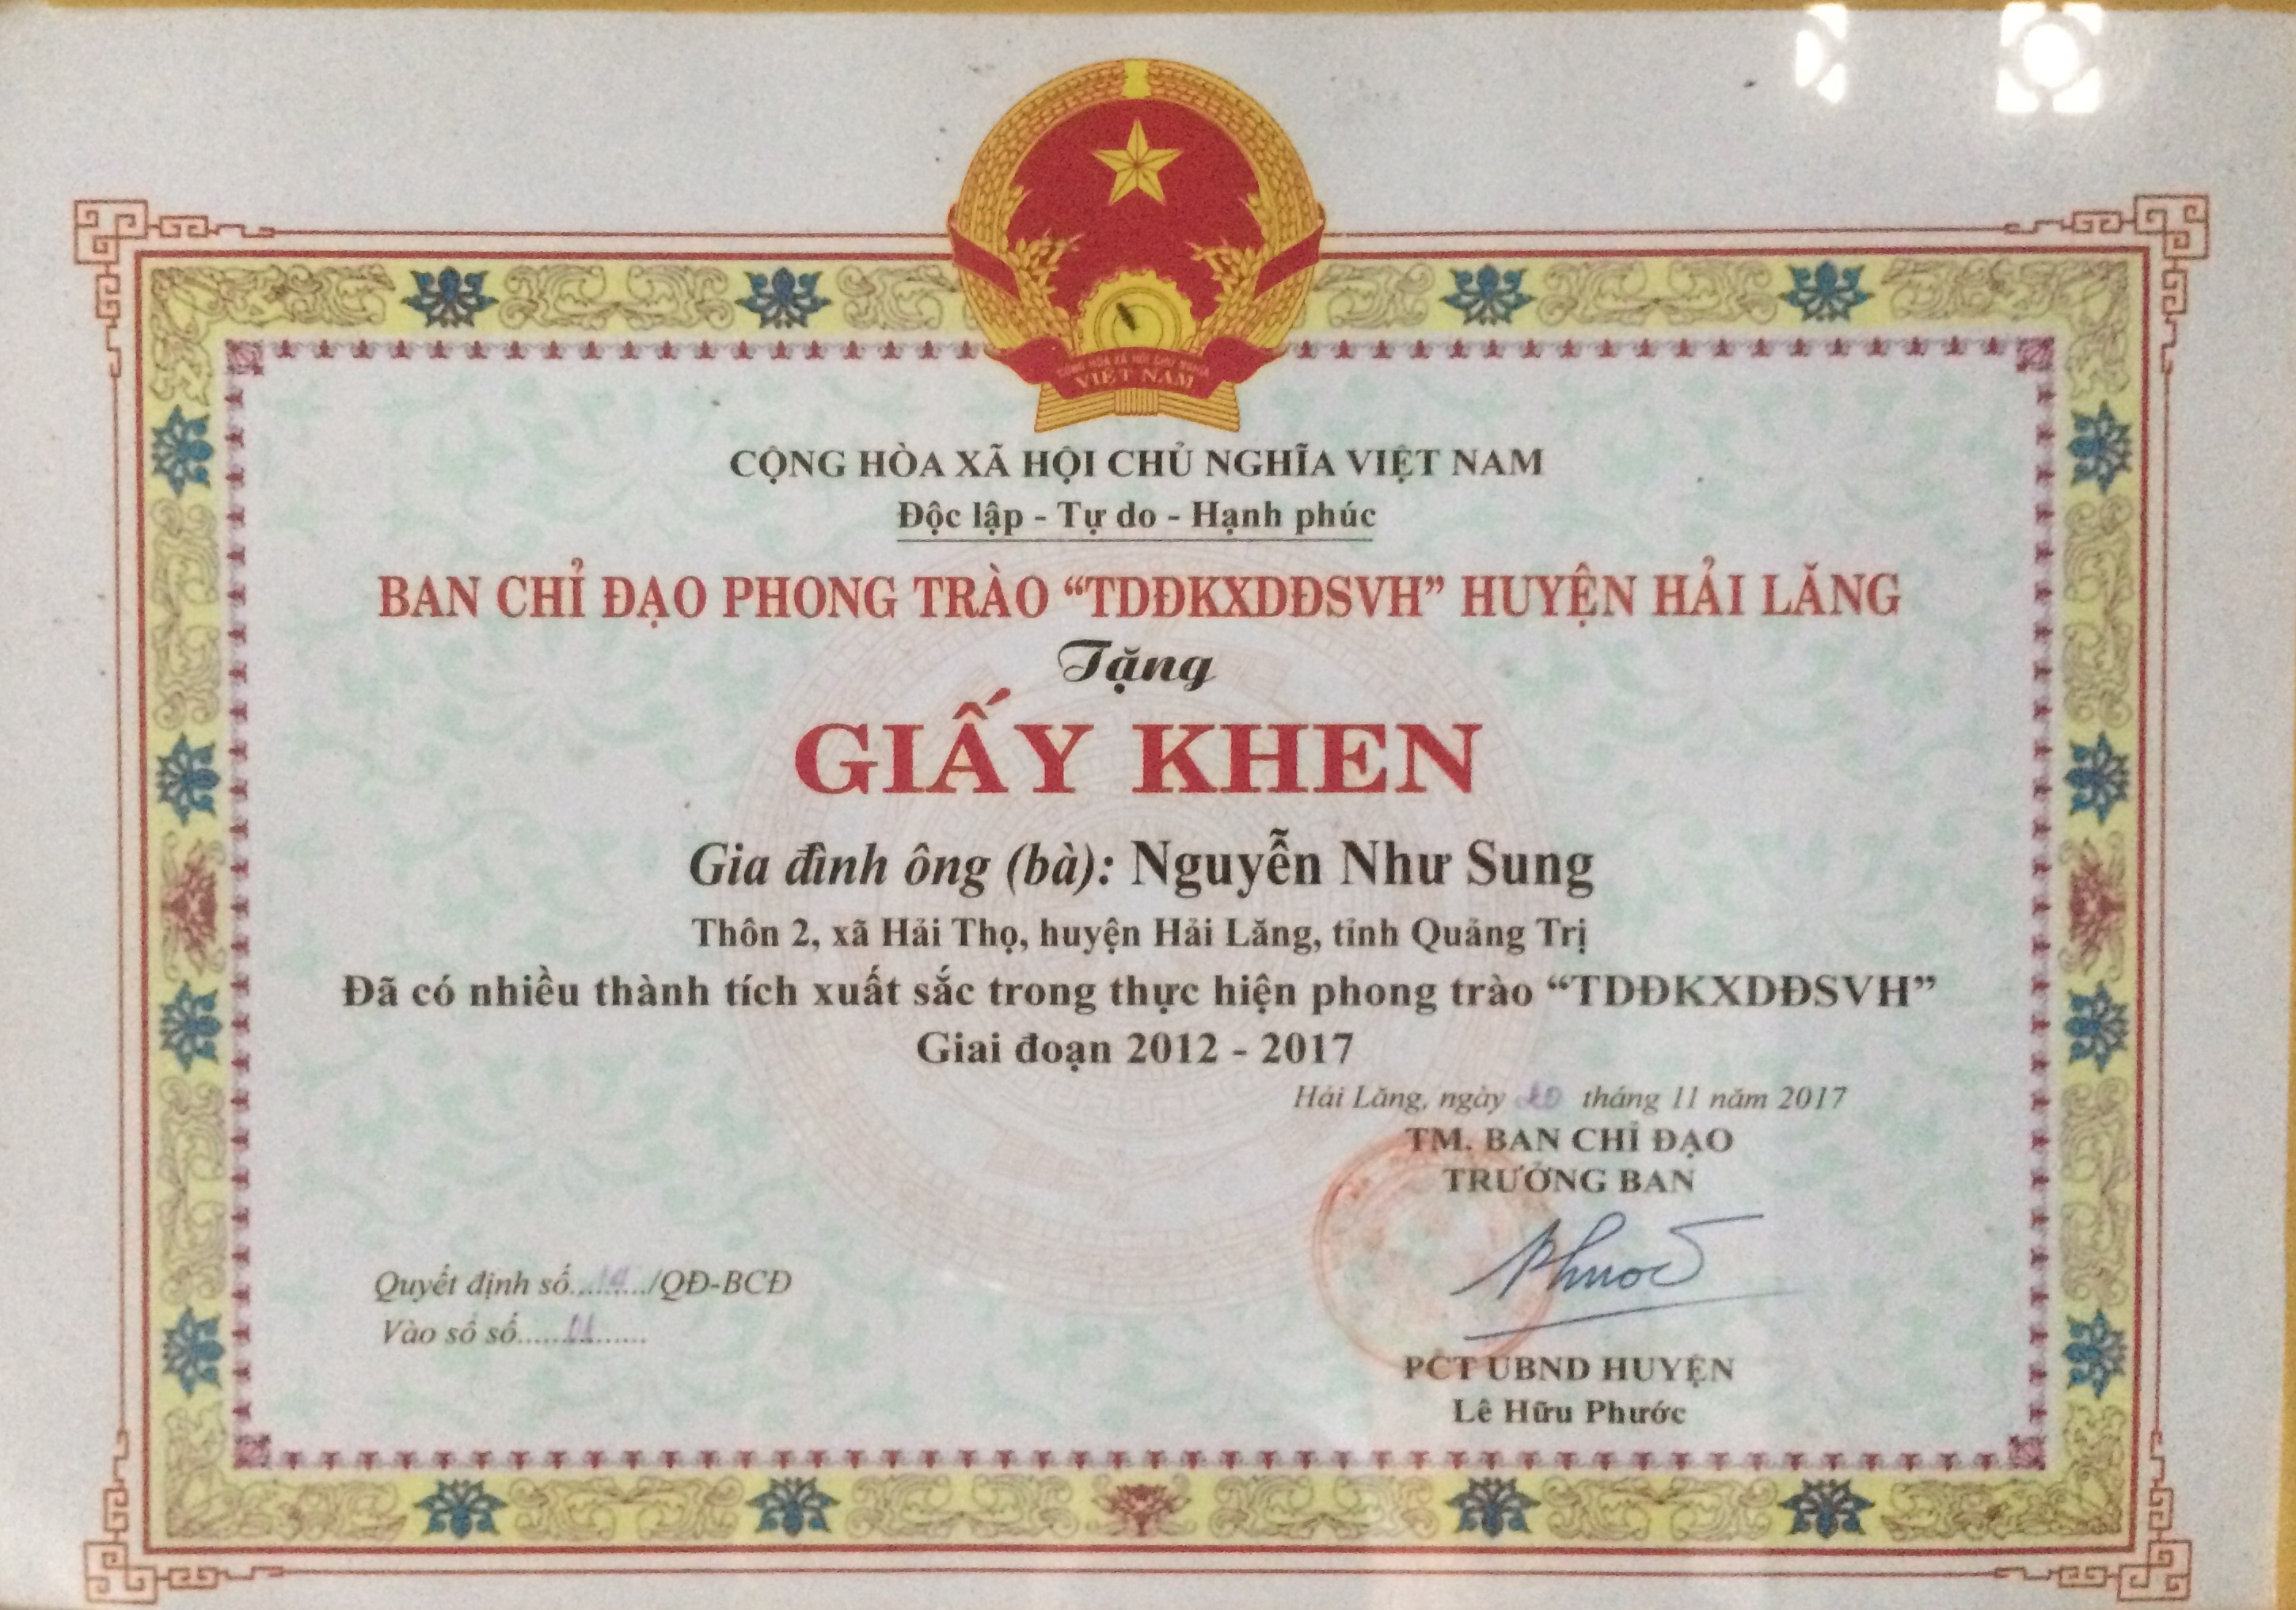 CỘNG HÒA XÃ HỘI CHỦ NGHĨA
VIỆT NAM
CỘNG HÒA XÃ HỘI CHỦ NGHĨA VIỆT NAM
Độc lập - Tự do - Hạnh phúc
BAN CHỈ ĐẠO PHONG TRÀO “TDĐKXDĐSVH” HUYỆN HẢI LĂNG
Tặng
GIẤY KHEN
Gia đình ông (bà): Nguyễn Như Sung
Thôn 2, xã Hải Thọ, huyện Hải Lăng, tỉnh Quảng Trị
Đã có nhiều thành tích xuất sắc trong thực hiện phong trào “TDĐKXDĐSVH”
Giai đoạn 2012 - 2017
Hải Lăng, ngày tháng 11 năm 2017
TM. BAN CHỈ ĐẠO
TRƯỞNG BAN
Phước
Quyết định số........./QĐ-BCĐ
Vào sổ số......01......
PCT UBND HUYỆN
Lê Hữu Phước